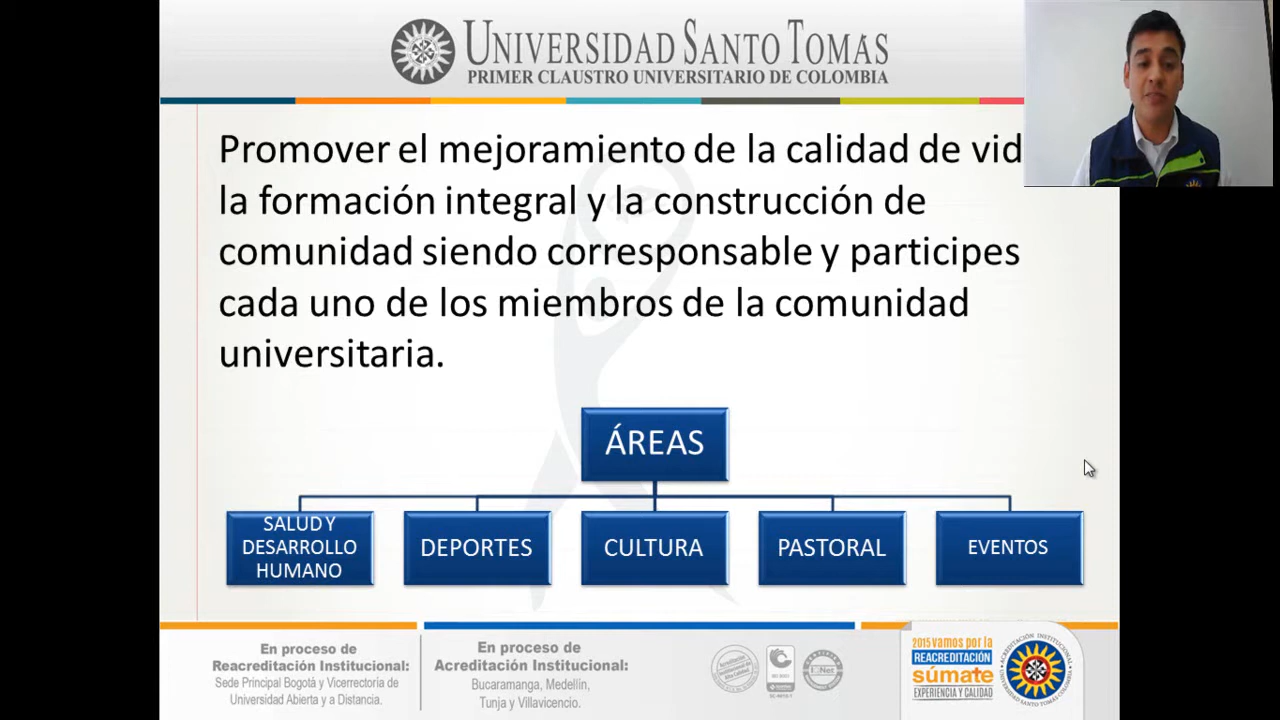 UNIVERSIDAD SANTO TOMÁS
PRIMER CLAUSTRO UNIVERSITARIO DE COLOMBIA
Promover el mejoramiento de la calidad de vid
la formación integral y la construcción de
comunidad siendo corresponsable y participes
cada uno de los miembros de la comunidad
universitaria.
ÁREAS
SALUD Y
DESARROLLO
HUMANO
DEPORTES
CULTURA
PASTORAL
EVENTOS
En proceso de
Reacreditación Institucional:
Sede Principal Bogotá y Vicerrectoría de
Universidad Abierta y a Distancia.
En proceso de
Acreditación Institucional:
Bucaramanga, Medellín,
Tunja y Villavicencio.
2015 vamos por la
REACREDITACIÓN
súmate
EXPERIENCIA Y CALIDAD